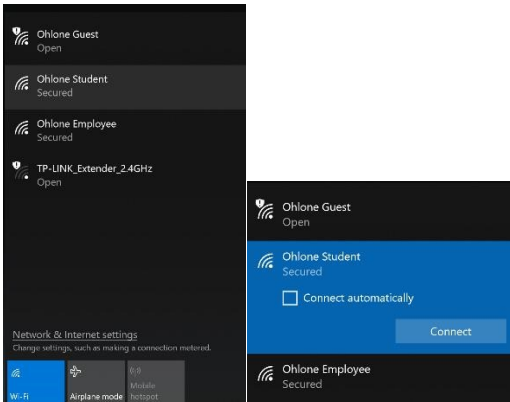 Ohlone Guest
Open
Ohlone Student
Secured
Ohlone Employee
Secured
TP-LINK_Extender_2.4GHz
Open
Network & Internet settings
Change settings, such as making a connection metered.
Wi-Fi
Airplane mode
Mobile
hotspot
Ohlone Guest
Open
Ohlone Student
Secured
Connect automatically
Connect
Ohlone Employee
Secured